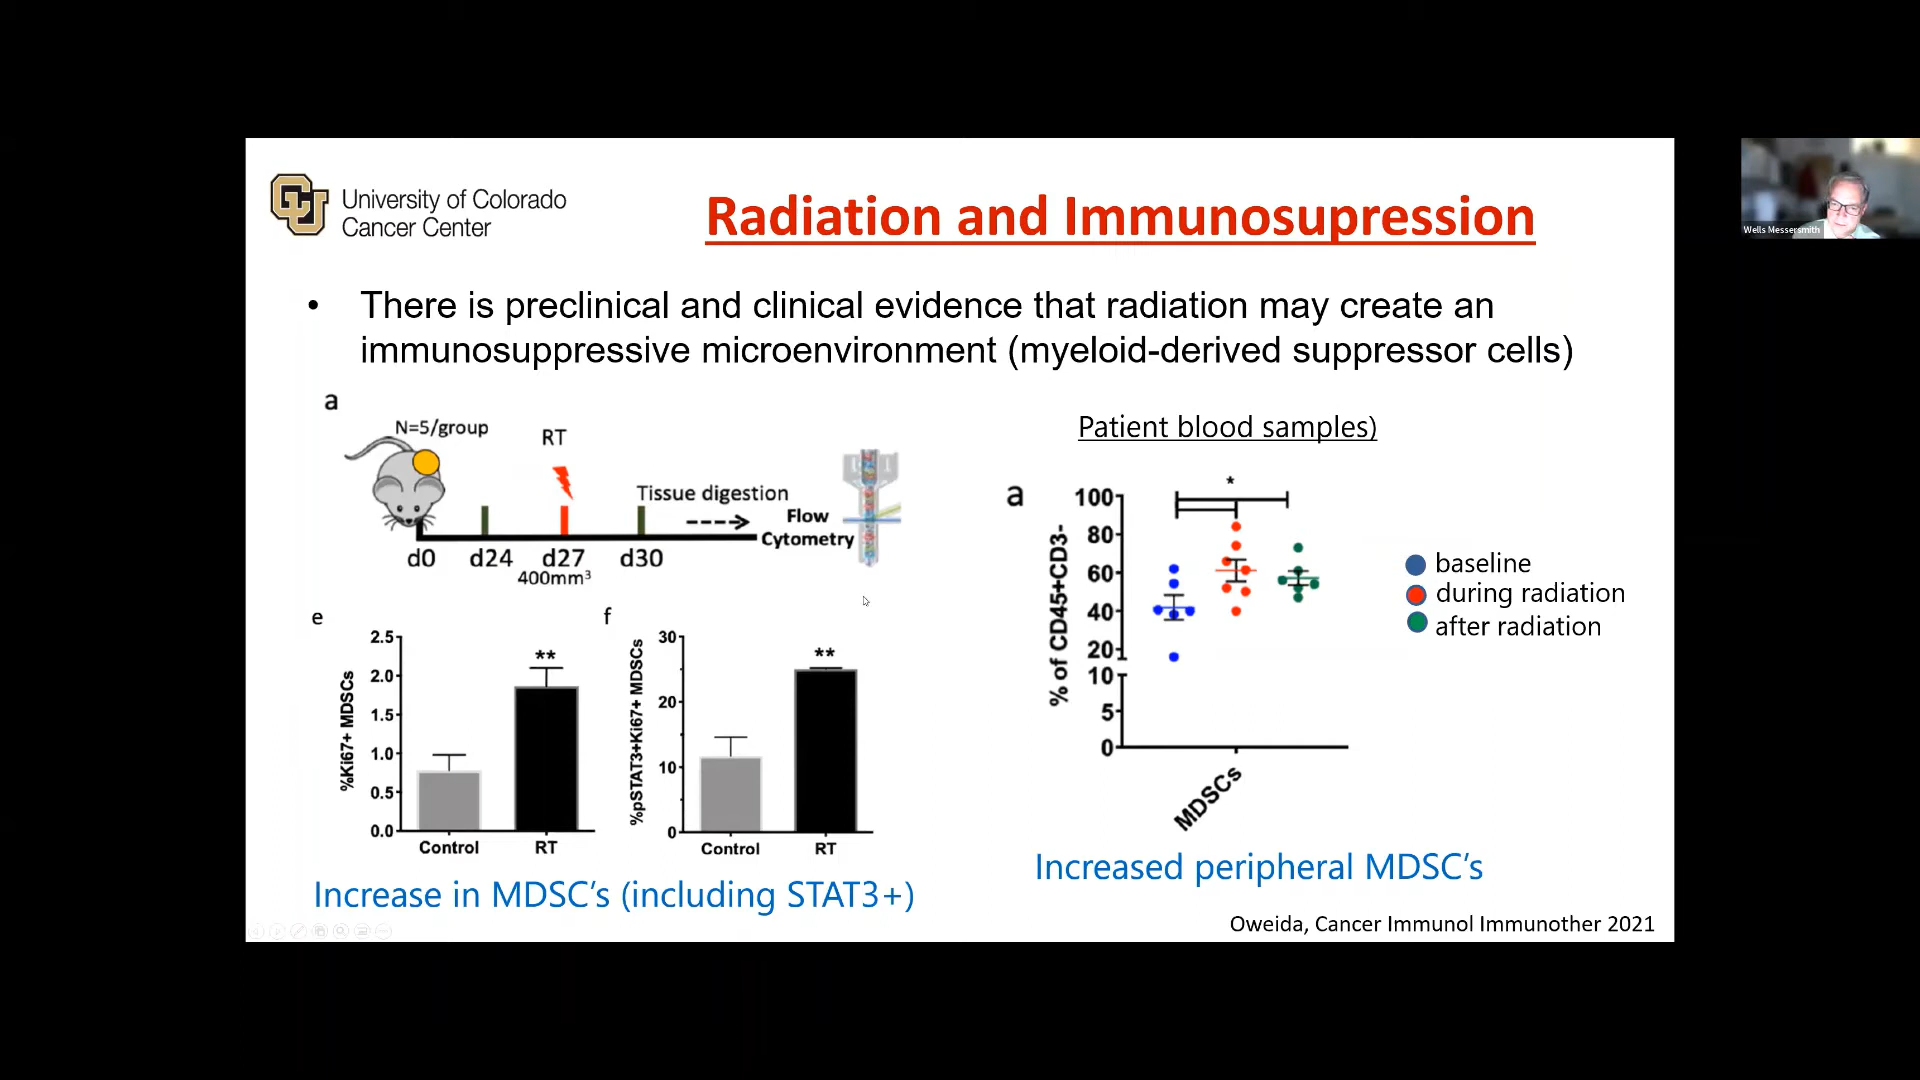 University of Colorado
Cancer Center
Radiation and Immunosupression
Wells Messersmith
• There is preclinical and clinical evidence that radiation may create an
immunosuppressive microenvironment (myeloid-derived suppressor cells)
a
N=5/group
RT
Tissue digestion
Flow
Cytometry
d0 d24 d27 d30
400mm³
e
%Ki67+ MDSCs
2.5
2.0
1.5
1.0
0.5
0.0
**
Control RT
f
%pSTAT3+Ki67+ MDSCs
30
20
10
0
**
Control RT
Increase in MDSC's (including STAT3+)
Patient blood samples)
a
% of CD45+CD3-
100
80
60
40
20
10
5
0
*
MDSCs
baseline
during radiation
after radiation
Increased peripheral MDSC's
Oweida, Cancer Immunol Immunother 2021